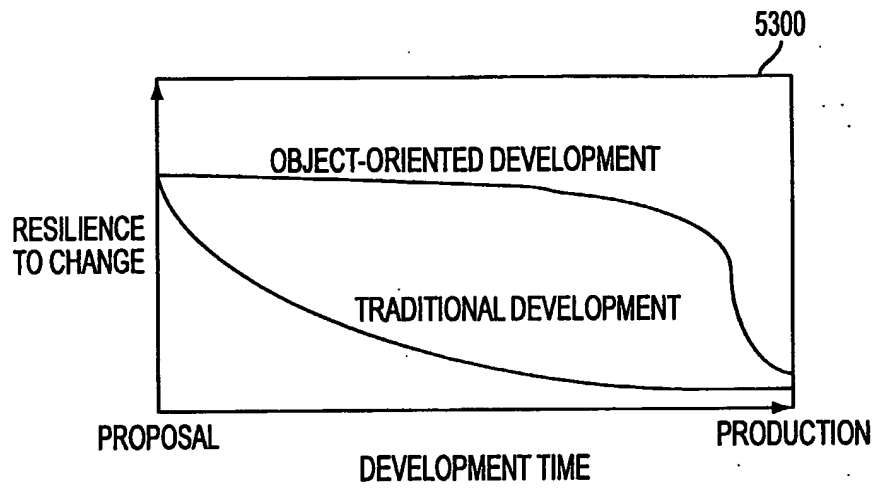 5300
OBJECT-ORIENTED DEVELOPMENT
RESILIENCE
TO CHANGE
TRADITIONAL DEVELOPMENT
PROPOSAL
PRODUCTION
DEVELOPMENT TIME